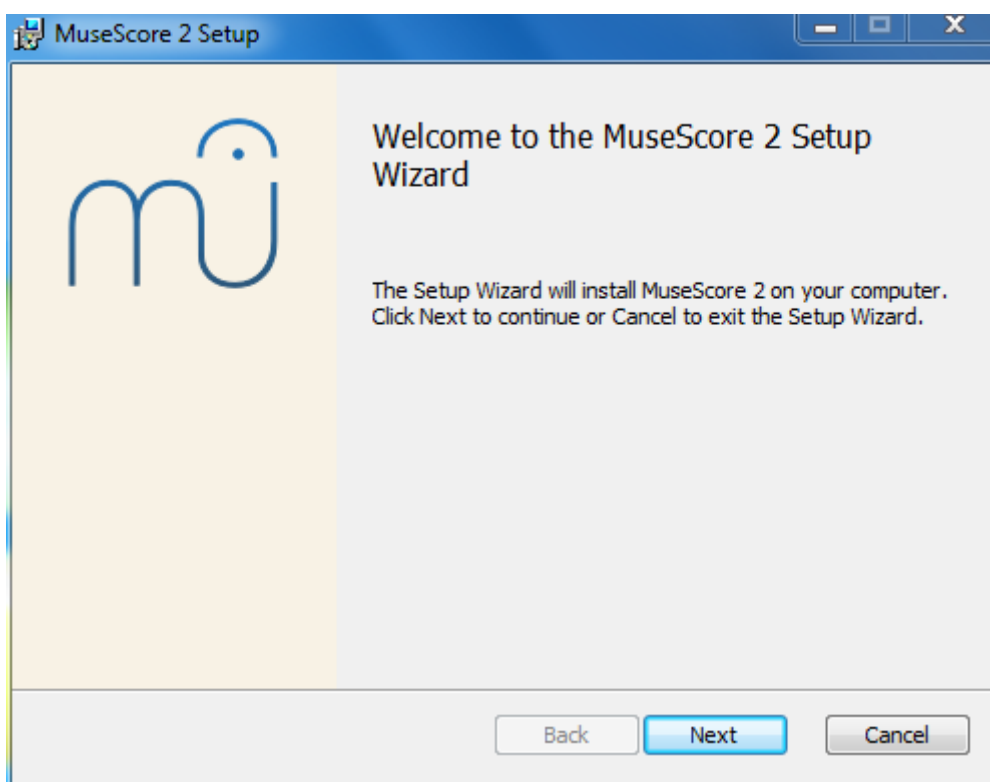 MuseScore 2 Setup
Welcome to the MuseScore 2 Setup
Wizard
The Setup Wizard will install MuseScore 2 on your computer.
Click Next to continue or Cancel to exit the Setup Wizard.
Back Next Cancel